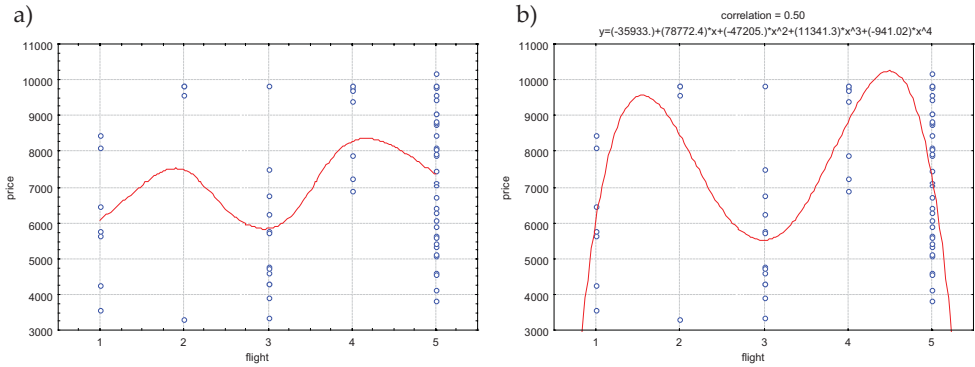 a)
11000
10000
9000
8000
7000
6000
5000
4000
3000
price
1 2 3 4 5
flight
b)
correlation = 0.50
y=(-35933.)+(78772.4)*x+(-47205.)*x^2+(11341.3)*x^3+(-941.02)*x^4
11000
10000
9000
8000
7000
6000
5000
4000
3000
price
1 2 3 4 5
flight